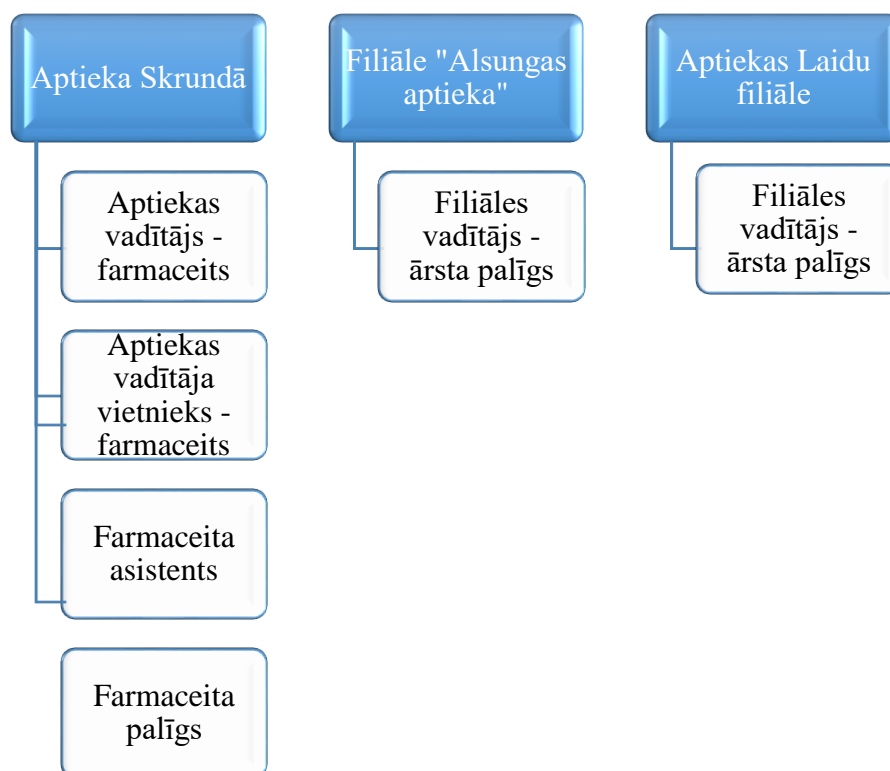 Aptieka Skrundā
Aptiekas
vadītājs -
farmaceits
Aptiekas
vadītāja
vietnieks -
farmaceits
Farmaceita
asistents
Farmaceita
palīgs
Filiāle "Alsungas
aptieka"
Filiāles
vadītājs -
ārsta palīgs
Aptiekas Laidu
filiāle
Filiāles
vadītājs -
ārsta palīgs